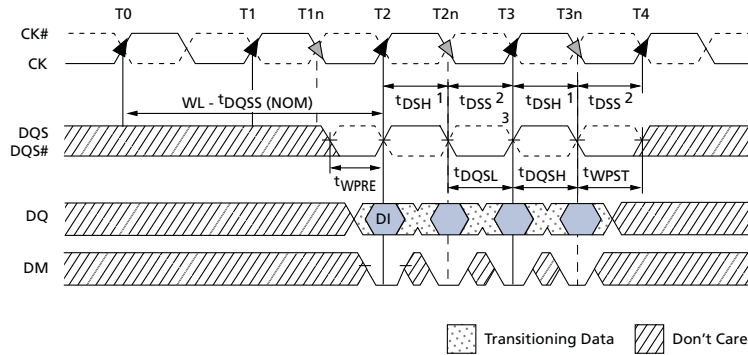 T0 T1 T1n T2 T2n T3 T3n T4
CK#
CK
tDSH 1 tDSS 2 tDSH 1 tDSS 2
WL - tDQSS (NOM)
3
DQS
DQS#
tWPRE
tDQSL tDQSH tWPST
DQ
DI
DM
Transitioning Data Don't Care